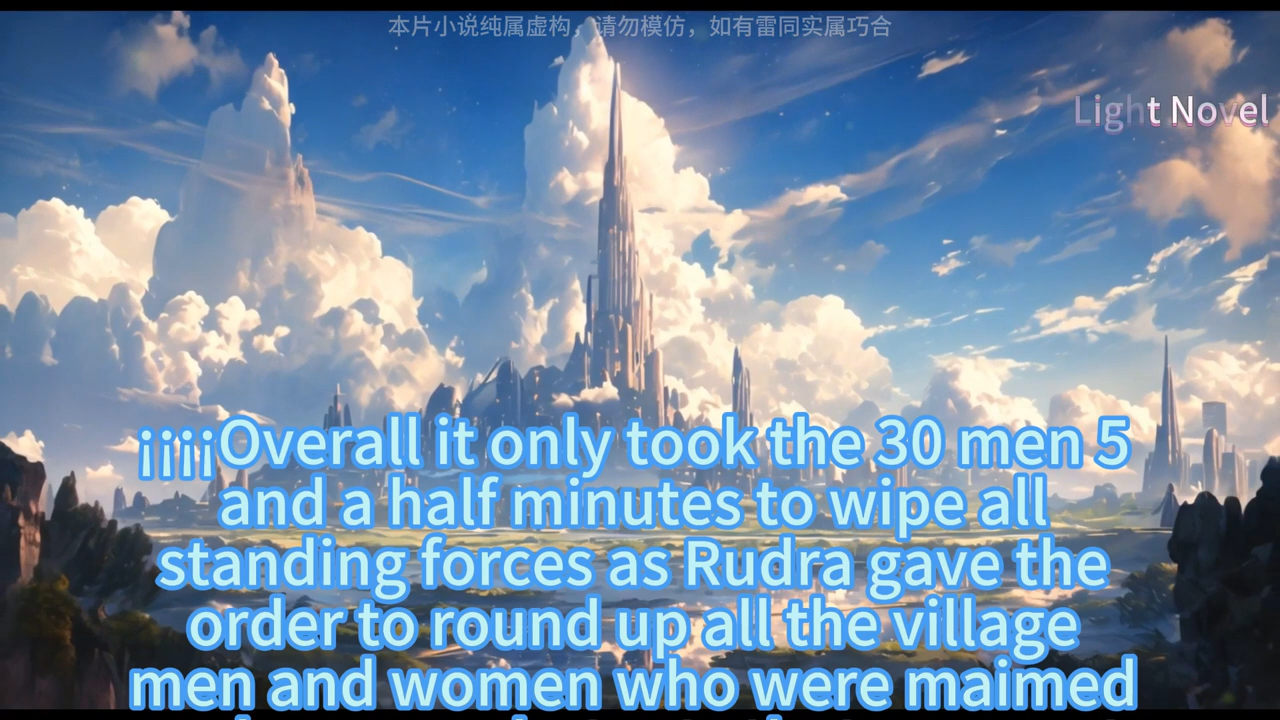 本片小说纯属虚构，请勿模仿，如有雷同实属巧合
Light Novel
¡¡¡¡Overall it only took the 30 men 5
and a half minutes to wipe all
standing forces as Rudra gave the
order to round up all the village
men and women who were maimed